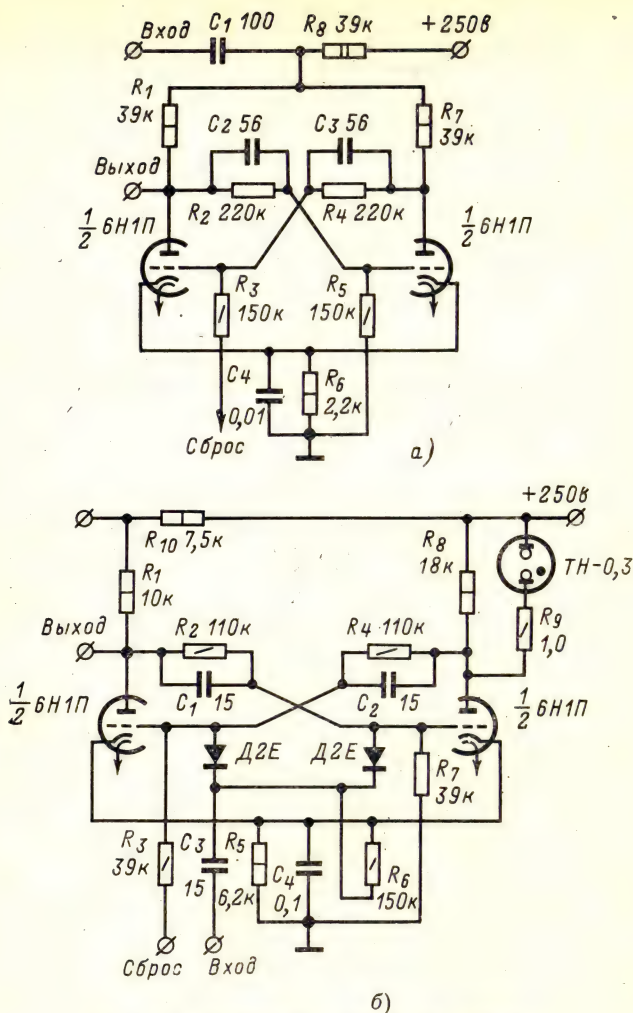 Вход C1 100 R8 39к +250в
R1 39к
R7 39к
C2 56 C3 56
Выход
R2 220к R4 220к
1/2 6Н1П
1/2 6Н1П
R3 150к
R5 150к
C4 0,01
R6 2,2к
Сброс
а)
+250в
R10 7,5к
R1 10к
R8 18к
ТН-0,3
R9 1,0
Выход
R2 110к
R4 110к
C1 15
C2 15
1/2 6Н1П
1/2 6Н1П
Д2Е Д2Е
R7 39к
R3 39к
C3 15
R5 6,2к
C4 0,1
R6 150к
Сброс Вход
б)